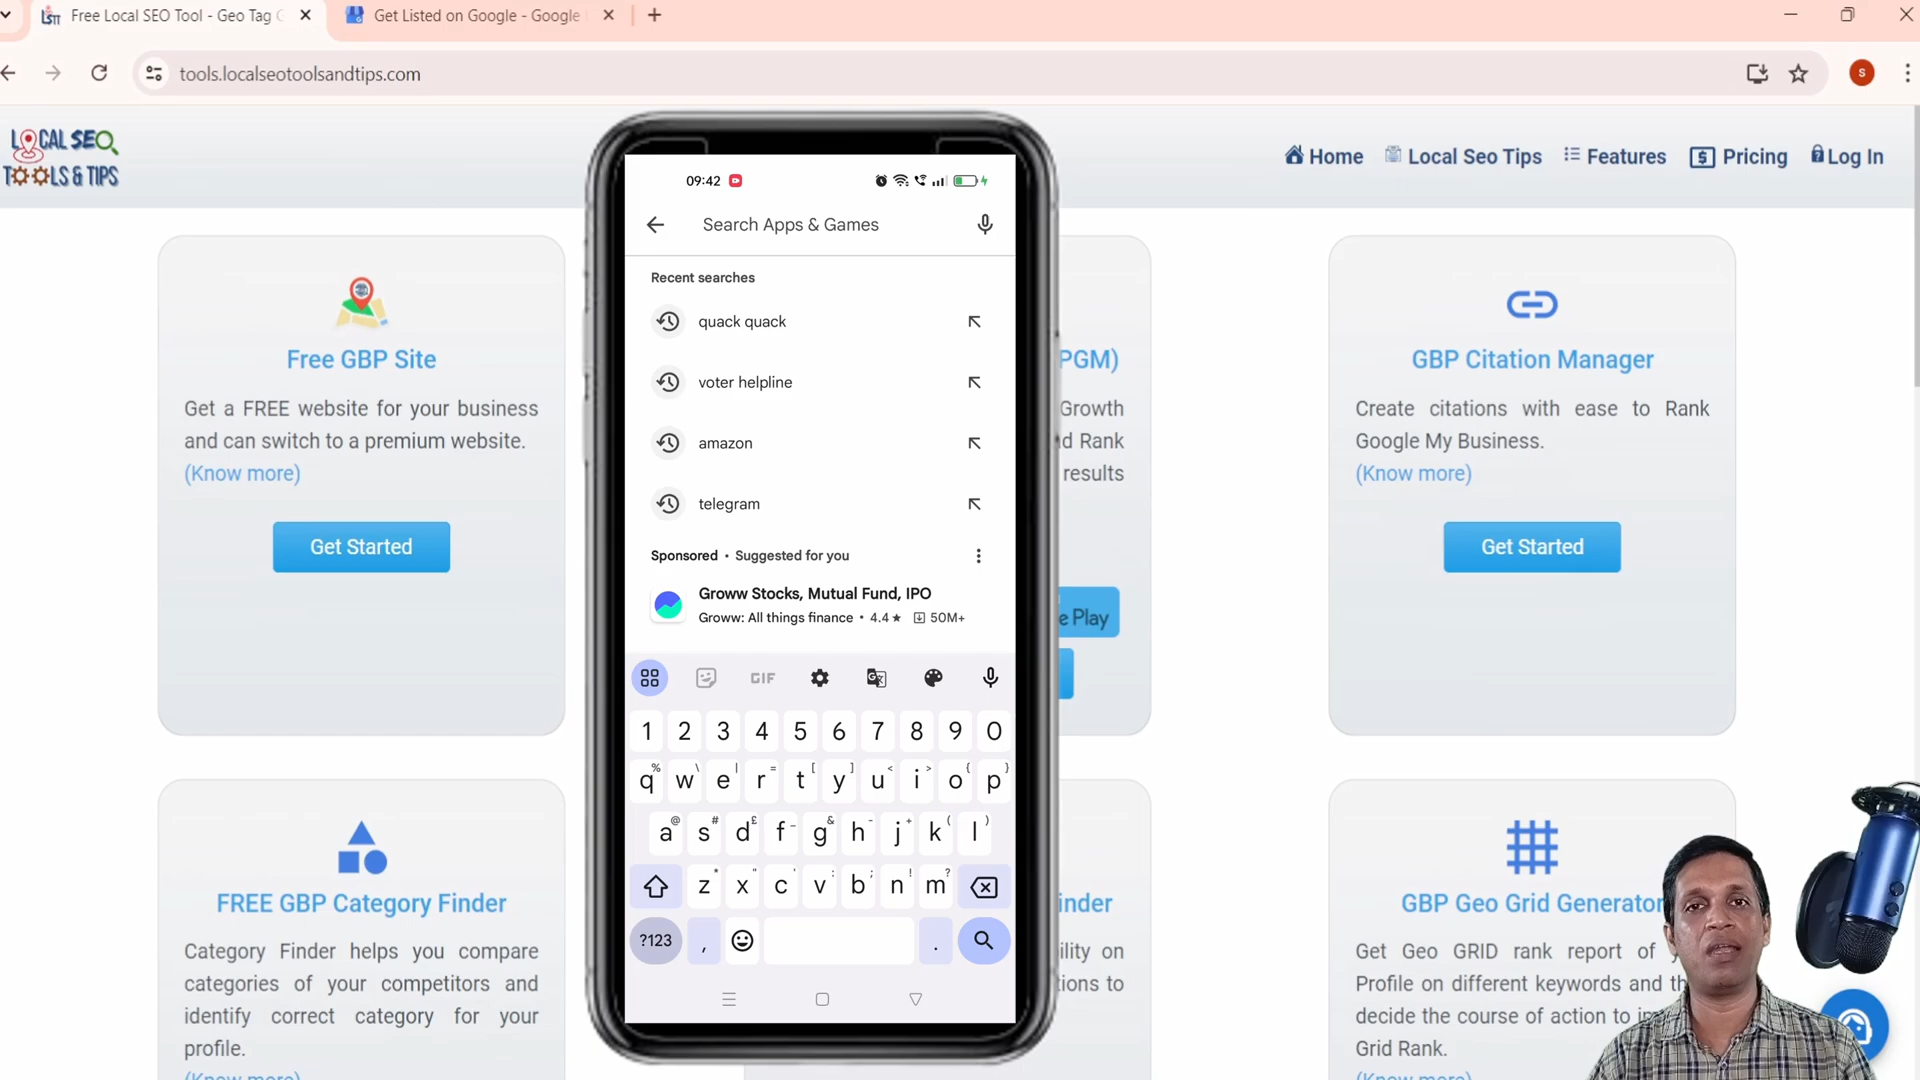 Free Local SEO Tool - Geo Tag
Get Listed on Google - Google
tools.localseotoolsandtips.com
s
LOCAL SEO
TOOLS & TIPS
Home
Local Seo Tips
Features
Pricing
Log In
Free GBP Site
Get a FREE website for your business
and can switch to a premium website.
(Know more)
Get Started
PGM)
Growth
d Rank
results
e Play
GBP Citation Manager
Create citations with ease to Rank
Google My Business.
(Know more)
Get Started
FREE GBP Category Finder
Category Finder helps you compare
categories of your competitors and
identify correct category for your
profile.
(Know more)
inder
ility on
ions to
GBP Geo Grid Generator
Get Geo GRID rank report of
Profile on different keywords and
decide the course of action to
Grid Rank.
(Know more)
09:42
Search Apps & Games
Recent searches
quack quack
voter helpline
amazon
telegram
Sponsored • Suggested for you
Groww Stocks, Mutual Fund, IPO
Groww: All things finance • 4.4★ 50M+
GIF
1 2 3 4 5 6 7 8 9 0
q w e r t y u i o p
a s d f g h j k l
z x c v b n m
?123 , .